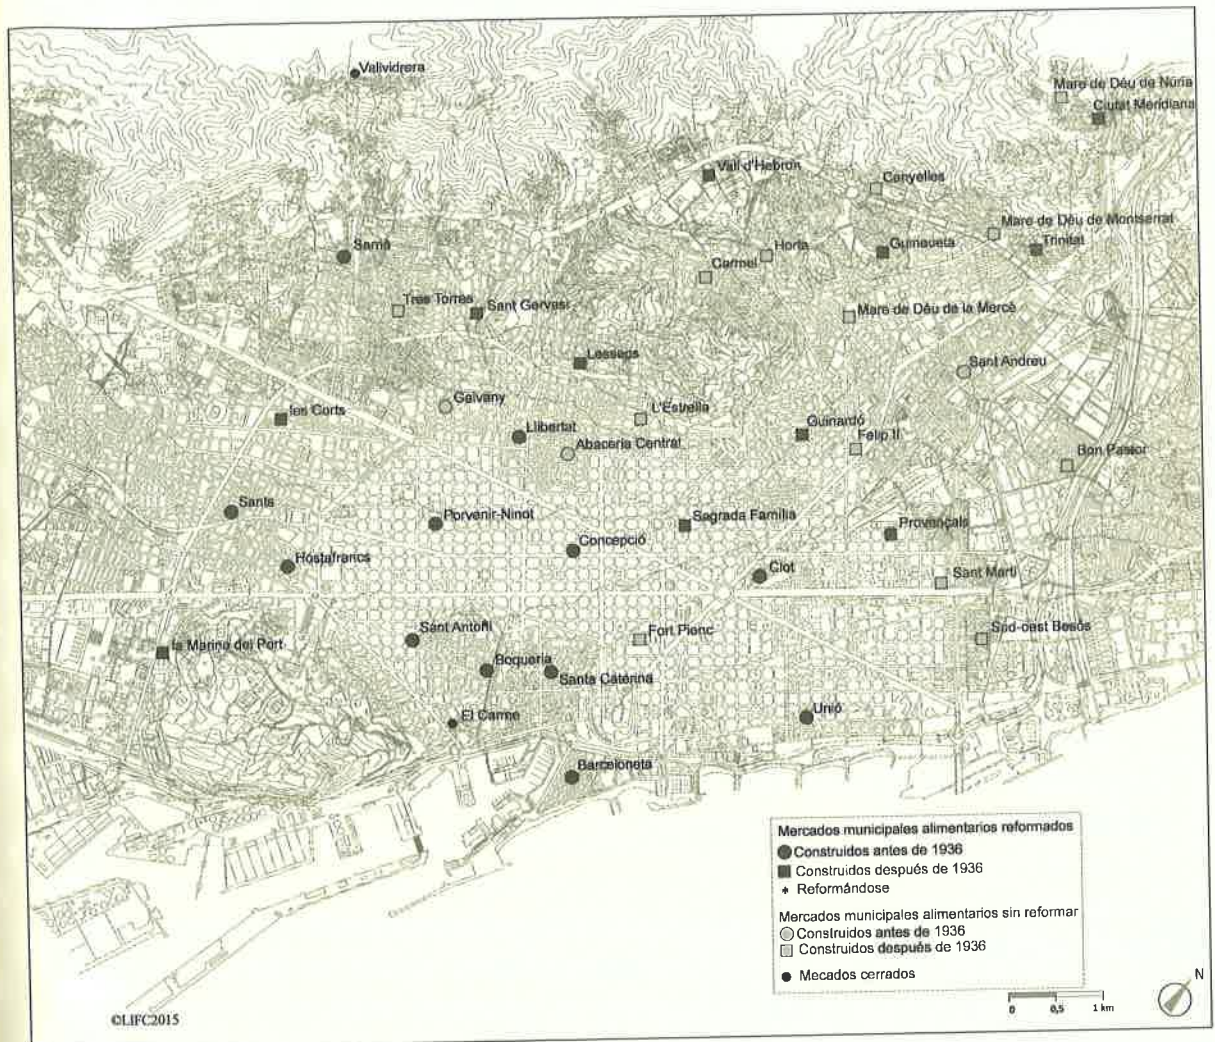 Vallvidrera
Mare de Déu de Núria
Ciutat Meridiana
Vall d'Hebron
Canyelles
Mare de Déu de Montserrat
Sarrià
Horta
Guineueta
Trinitat
Carmel
Tres Torres
Sant Gervasi
Mare de Déu de la Mercè
Lesseps
Sant Andreu
Galvany
les Corts
L'Estrella
Llibertat
Guinardó
Abaceria Central
Felip II
Bon Pastor
Sants
Porvenir-Ninot
Sagrada Família
Provençals
Concepció
Hostafrancs
Clot
Sant Martí
Sant Antoni
Fort Pienc
Sud-oest Besòs
la Marina del Port
Boqueria
Santa Caterina
El Carme
Unió
Barceloneta
Mercados municipales alimentarios reformados
Construidos antes de 1936
Construidos después de 1936
* Reformándose
Mercados municipales alimentarios sin reformar
Construidos antes de 1936
Construidos después de 1936
Mecados cerrados
N
0 0,5 1 km
©LIFC2015